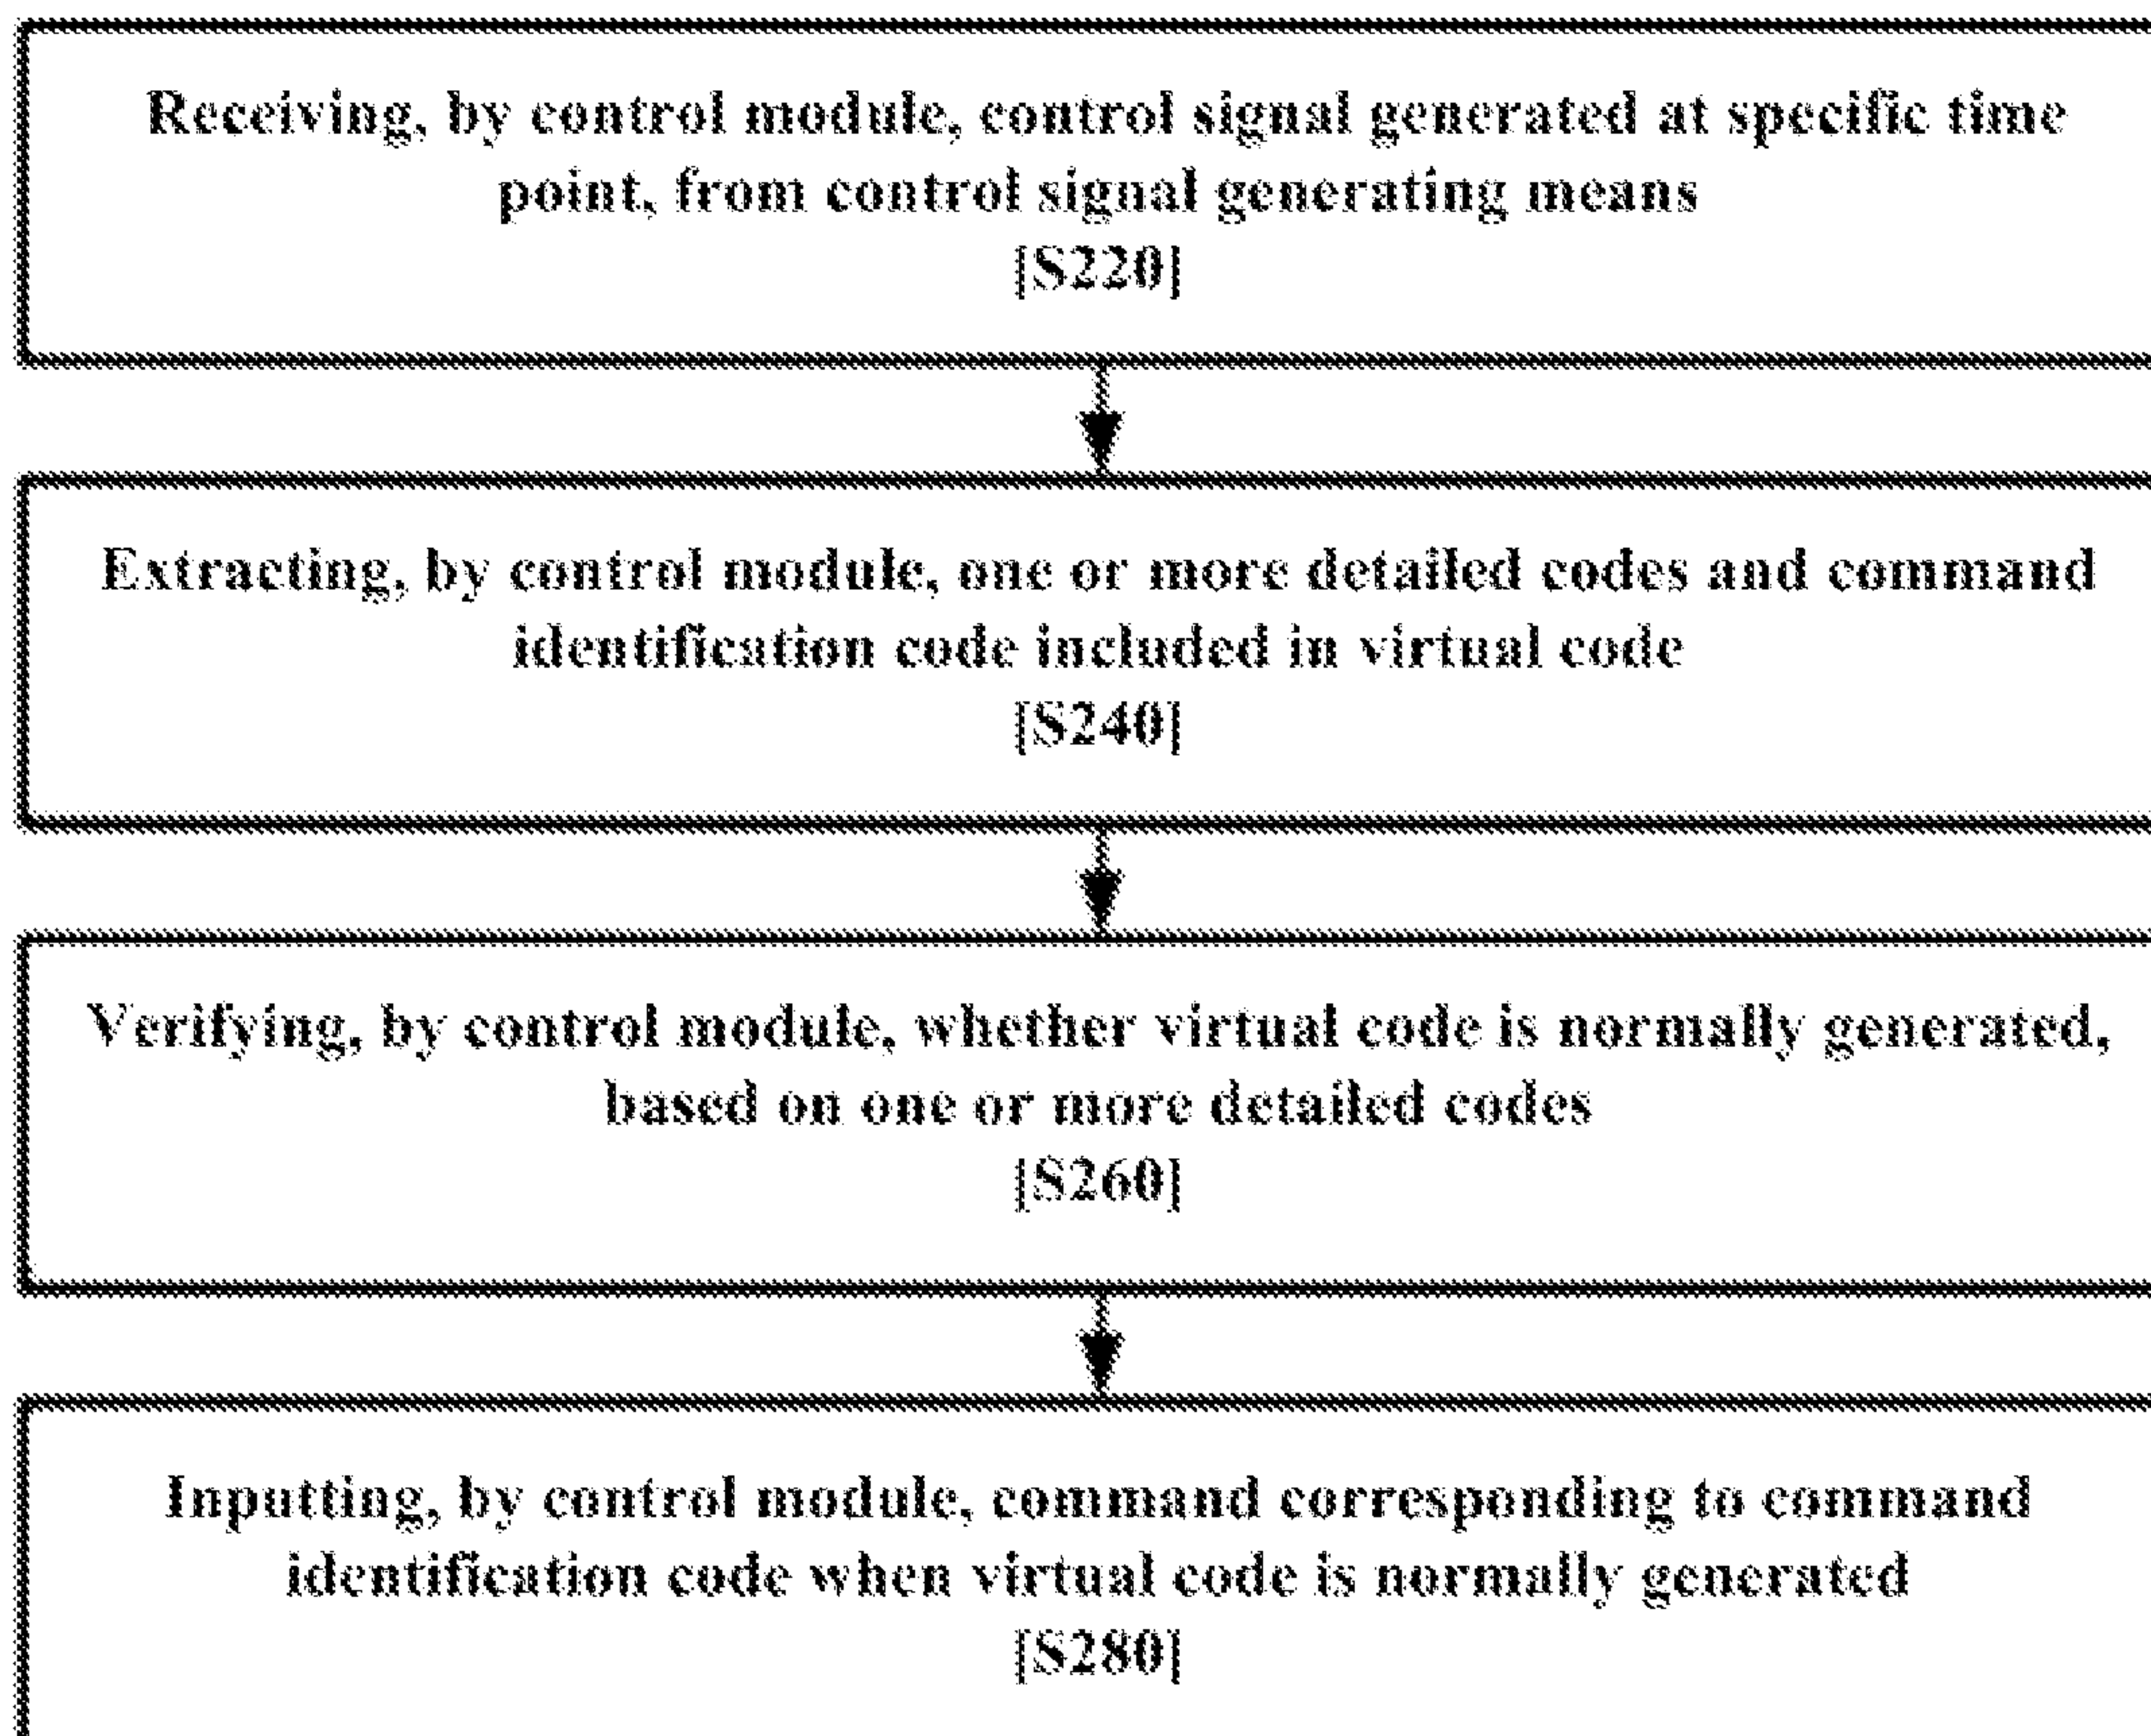 Receiving, by control module, control signal generated at specific time
point, from control signal generating means
[S220]
Extracting, by control module, one or more detailed codes and command
identification code included in virtual code
[S240]
Verifying, by control module, whether virtual code is normally generated,
based on one or more detailed codes
[S260]
Inputting, by control module, command corresponding to command
identification code when virtual code is normally generated
[S280]